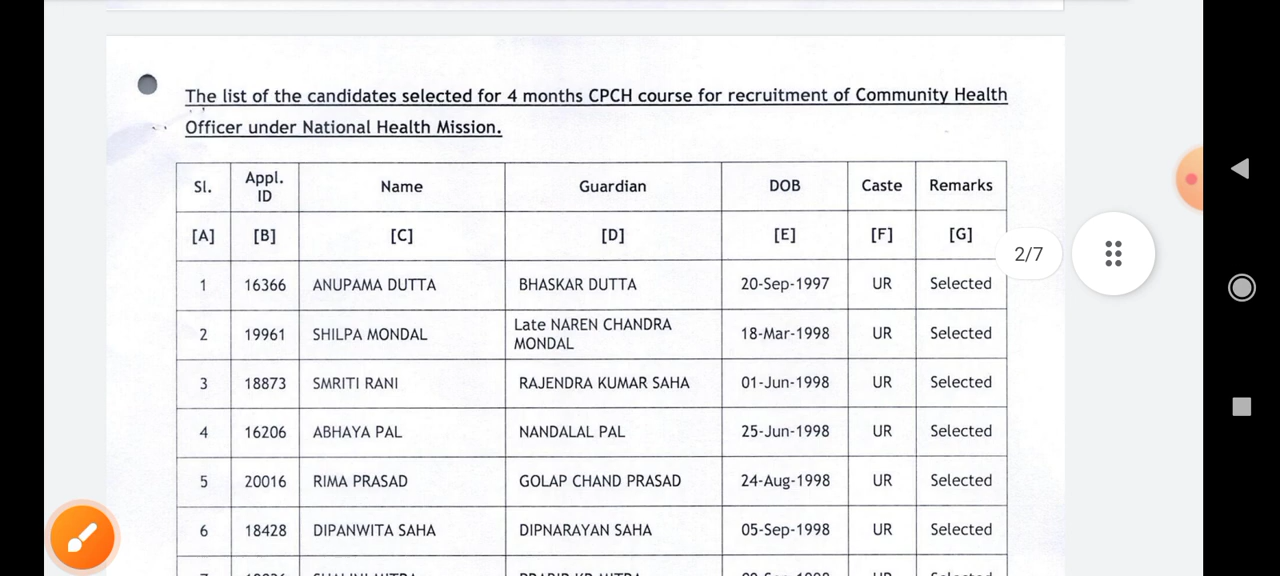 The list of the candidates selected for 4 months CPCH course for recruitment of Community Health
Officer under National Health Mission.
Sl. Appl. ID Name Guardian DOB Caste Remarks
[A] [B] [C] [D] [E] [F] [G]
2/7
1 16366 ANUPAMA DUTTA BHASKAR DUTTA 20-Sep-1997 UR Selected
2 19961 SHILPA MONDAL Late NAREN CHANDRA MONDAL 18-Mar-1998 UR Selected
3 18873 SMRITI RANI RAJENDRA KUMAR SAHA 01-Jun-1998 UR Selected
4 16206 ABHAYA PAL NANDALAL PAL 25-Jun-1998 UR Selected
5 20016 RIMA PRASAD GOLAP CHAND PRASAD 24-Aug-1998 UR Selected
6 18428 DIPANWITA SAHA DIPNARAYAN SAHA 05-Sep-1998 UR Selected